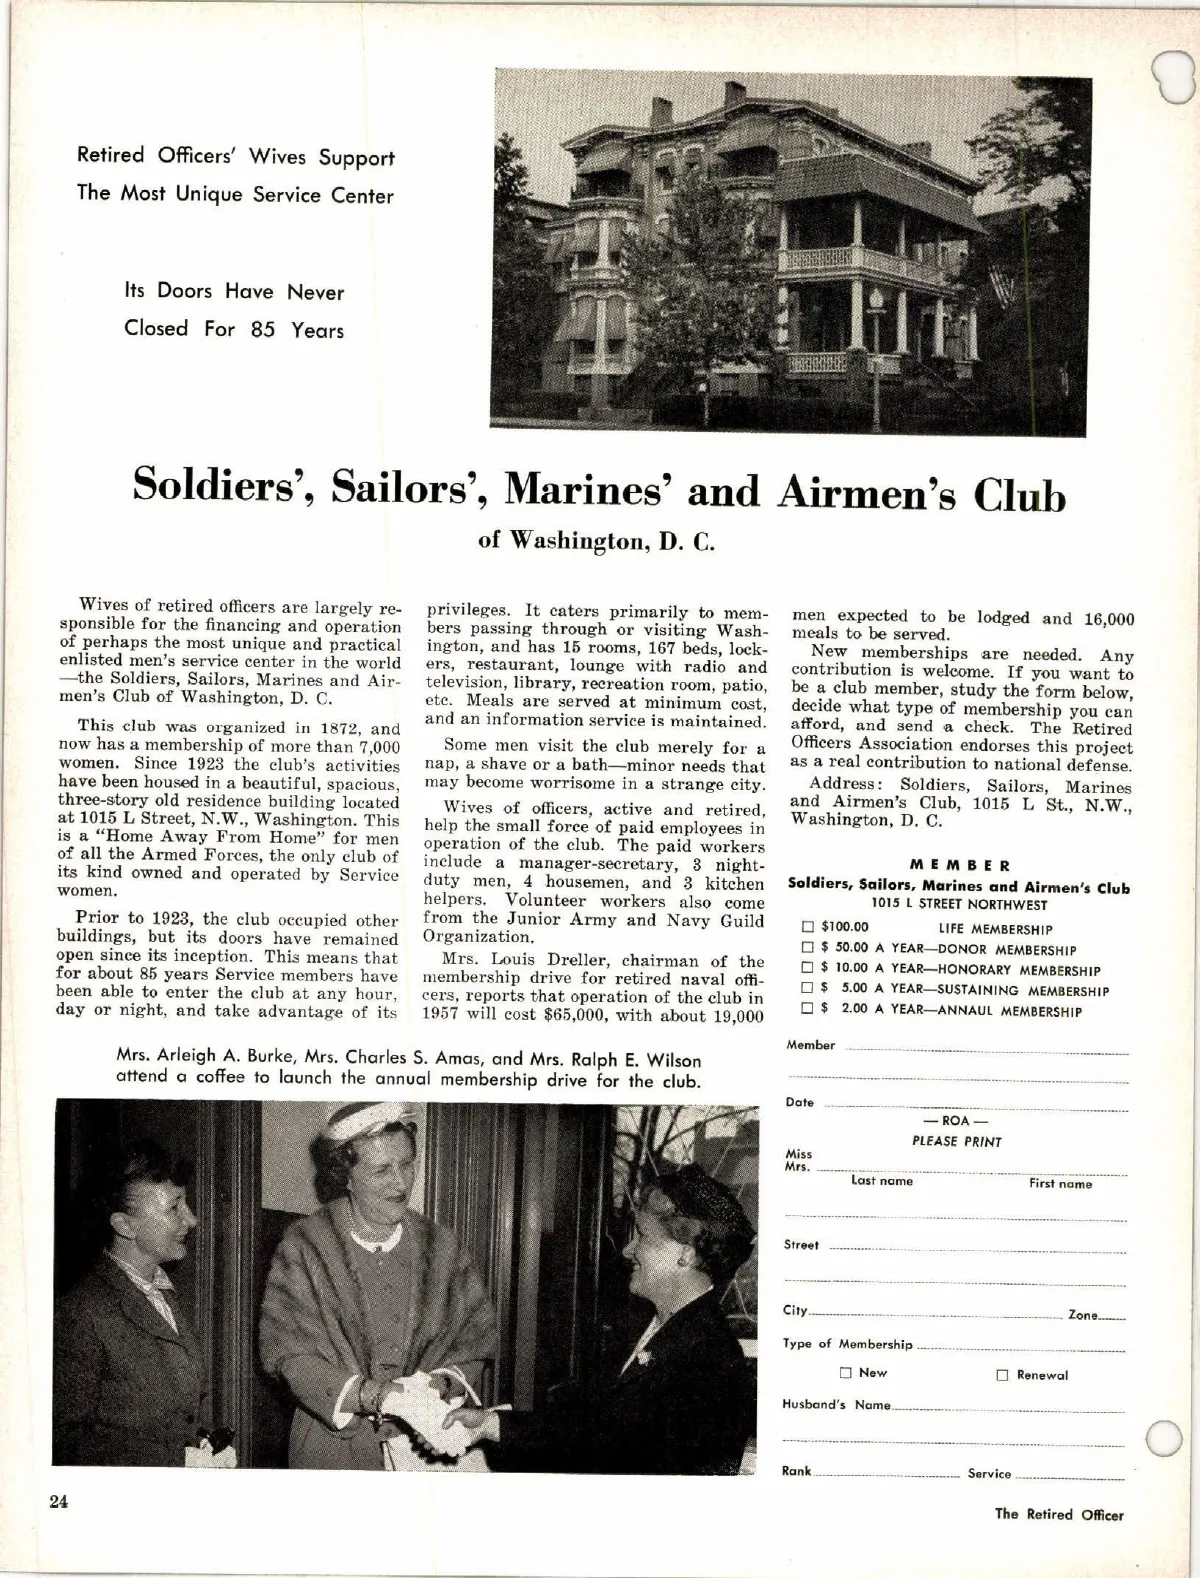 Retired Officers' Wives Support
The Most Unique Service Center
Its Doors Have Never
Closed For 85 Years
Soldiers', Sailors', Marines' and Airmen's Club
of Washington, D. C.
Wives of retired officers are largely re-
sponsible for the financing and operation
of perhaps the most unique and practical
enlisted men's service center in the world
—the Soldiers, Sailors, Marines and Air-
men's Club of Washington, D. C.
This club was organized in 1872, and
now has a membership of more than 7,000
women. Since 1923 the club's activities
have been housed in a beautiful, spacious,
three-story old residence building located
at 1015 L Street, N.W., Washington. This
is a "Home Away From Home" for men
of all the Armed Forces, the only club of
its kind owned and operated by Service
women.
Prior to 1923, the club occupied other
buildings, but its doors have remained
open since its inception. This means that
for about 85 years Service members have
been able to enter the club at any hour,
day or night, and take advantage of its
privileges. It caters primarily to mem-
bers passing through or visiting Wash-
ington, and has 15 rooms, 167 beds, lock-
ers, restaurant, lounge with radio and
television, library, recreation room, patio,
etc. Meals are served at minimum cost,
and an information service is maintained.
Some men visit the club merely for a
nap, a shave or a bath—minor needs that
may become worrisome in a strange city.
Wives of officers, active and retired,
help the small force of paid employees in
operation of the club. The paid workers
include a manager-secretary, 3 night-
duty men, 4 housemen, and 3 kitchen
helpers. Volunteer workers also come
from the Junior Army and Navy Guild
Organization.
Mrs. Louis Dreller, chairman of the
membership drive for retired naval offi-
cers, reports that operation of the club in
1957 will cost $65,000, with about 19,000
men expected to be lodged and 16,000
meals to be served.
New memberships are needed. Any
contribution is welcome. If you want to
be a club member, study the form below,
decide what type of membership you can
afford, and send a check. The Retired
Officers Association endorses this project
as a real contribution to national defense.
Address: Soldiers, Sailors, Marines
and Airmen's Club, 1015 L St., N.W.,
Washington, D. C.
MEMBER
Soldiers, Sailors, Marines and Airmen's Club
1015 L STREET NORTHWEST
☐ $100.00 LIFE MEMBERSHIP
☐ $ 50.00 A YEAR—DONOR MEMBERSHIP
☐ $ 10.00 A YEAR—HONORARY MEMBERSHIP
☐ $ 5.00 A YEAR—SUSTAINING MEMBERSHIP
☐ $ 2.00 A YEAR—ANNAUL MEMBERSHIP
Member
Date
— ROA —
PLEASE PRINT
Miss
Mrs.
Last name First name
Street
City Zone
Type of Membership
☐ New ☐ Renewal
Husband's Name
Rank Service
Mrs. Arleigh A. Burke, Mrs. Charles S. Amas, and Mrs. Ralph E. Wilson
attend a coffee to launch the annual membership drive for the club.
24
The Retired Officer